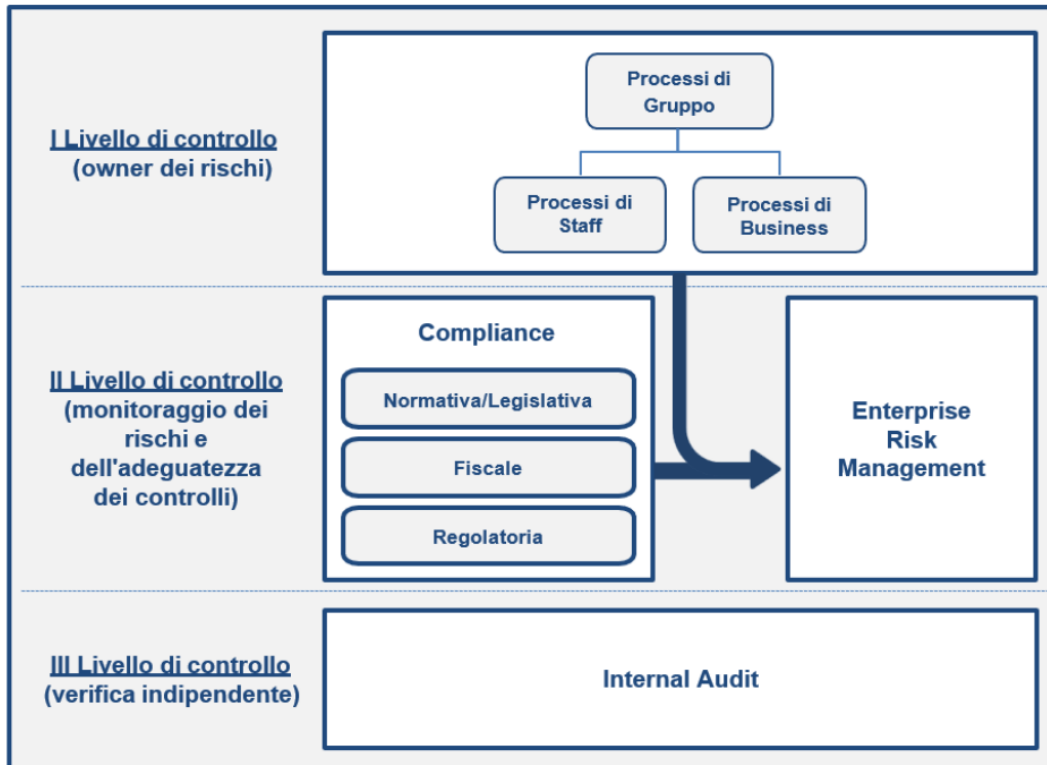 I Livello di controllo
(owner dei rischi)
Processi di
Gruppo
Processi di
Staff
Processi di
Business
II Livello di controllo
(monitoraggio dei
rischi e
dell'adeguatezza
dei controlli)
Compliance
Normativa/Legislativa
Fiscale
Regolatoria
Enterprise
Risk
Management
III Livello di controllo
(verifica indipendente)
Internal Audit